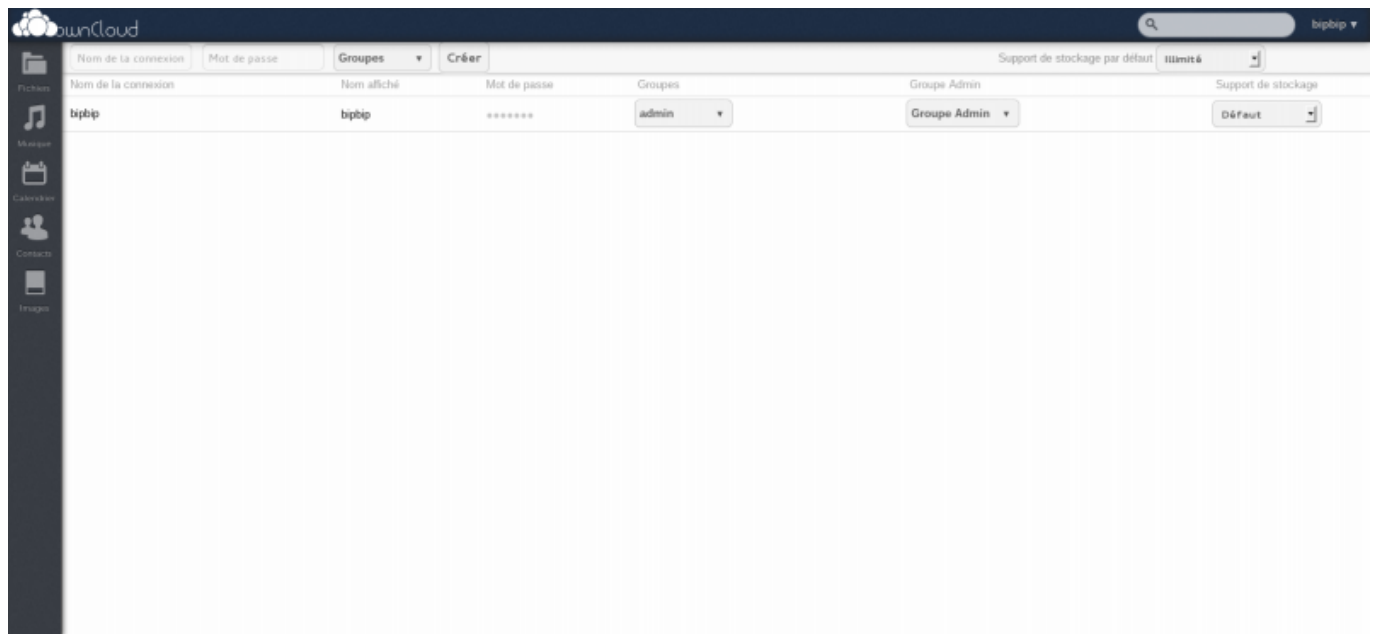 ownCloud
bipbip ▾
Nom de la connexion Mot de passe Groupes ▾ Créer Support de stockage par défaut Illimité
Nom de la connexion Nom affiché Mot de passe Groupes Groupe Admin Support de stockage
bipbip bipbip ●●●●●●● admin ▾ Groupe Admin ▾ Défaut
Fichiers
Musique
Calendrier
Contacts
Images